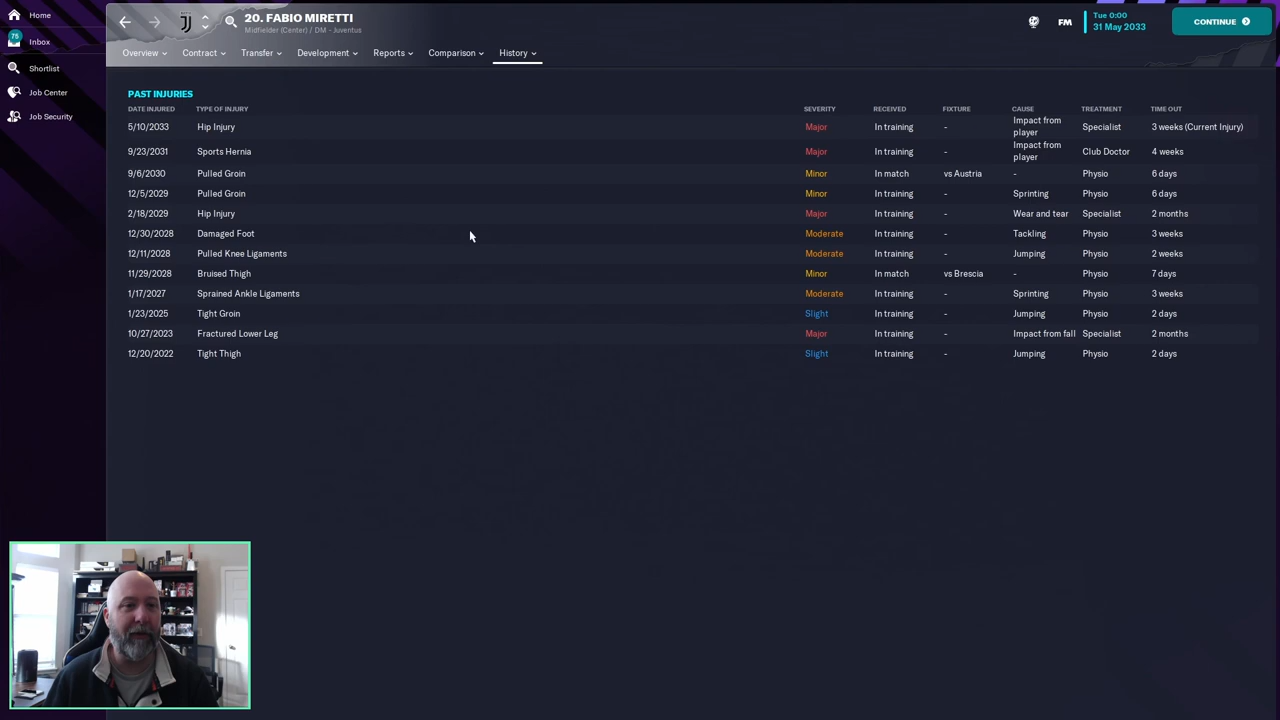 Home
20. FABIO MIRETTI
Midfielder (Center) / DM - Juventus
FM
Tue 0:00
31 May 2033
CONTINUE
75
Inbox
Shortlist
Job Center
Job Security
Overview Contract Transfer Development Reports Comparison History
PAST INJURIES
DATE INJURED TYPE OF INJURY SEVERITY RECEIVED FIXTURE CAUSE TREATMENT TIME OUT
5/10/2033 Hip Injury Major In training - Impact from player Specialist 3 weeks (Current Injury)
9/23/2031 Sports Hernia Major In training - Impact from player Club Doctor 4 weeks
9/6/2030 Pulled Groin Minor In match vs Austria - Physio 6 days
12/5/2029 Pulled Groin Minor In training - Sprinting Physio 6 days
2/18/2029 Hip Injury Major In training - Wear and tear Specialist 2 months
12/30/2028 Damaged Foot Moderate In training - Tackling Physio 3 weeks
12/11/2028 Pulled Knee Ligaments Moderate In training - Jumping Physio 2 weeks
11/29/2028 Bruised Thigh Minor In match vs Brescia - Physio 7 days
1/17/2027 Sprained Ankle Ligaments Moderate In training - Sprinting Physio 3 weeks
1/23/2025 Tight Groin Slight In training - Jumping Physio 2 days
10/27/2023 Fractured Lower Leg Major In training - Impact from fall Specialist 2 months
12/20/2022 Tight Thigh Slight In training - Jumping Physio 2 days